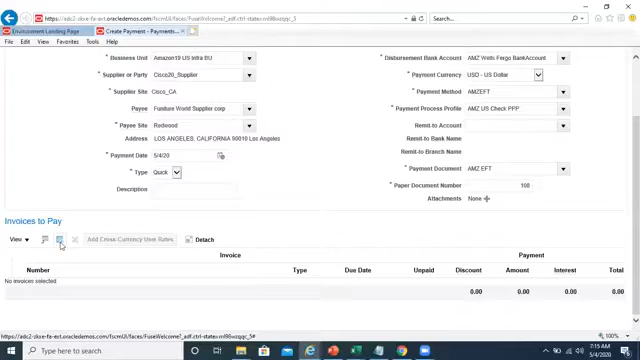 https://adc2-zkxe-fa-ext.oracledemos.com/fscmUI/faces/FuseWelcome?_adf.ctrl-state=
Search...
Environment Landing Page
Create Payment - Payments...
File Edit View Favorites Tools Help
* Business Unit Amazon19 US Infra BU
* Disbursement Bank Account AMZ Wells Fergo BankAccount
* Supplier or Party Cisco20_Supplier
* Payment Currency USD - US Dollar
* Supplier Site Cisco_CA
* Payment Method AMZEFT
Payee Funiture World Supplier corp
* Payment Process Profile AMZ US Check PPP
* Payee Site Redwood
Remit-to Account
Address LOS ANGELES, CALIFORNIA 90010 Los Angeles
Remit-to Bank Name
Remit-to Branch Name
* Payment Date 5/4/20
* Payment Document AMZ EFT
* Type Quick
* Paper Document Number 108
Description
Attachments None
Invoices to Pay
View
Add Cross-Currency User Rates
Detach
Invoice
Payment
Number Type Due Date Unpaid Discount Amount Interest Total
No invoices selected
0.00 0.00 0.00 0.00
100%
Type here to search
7:15 AM
5/4/2020